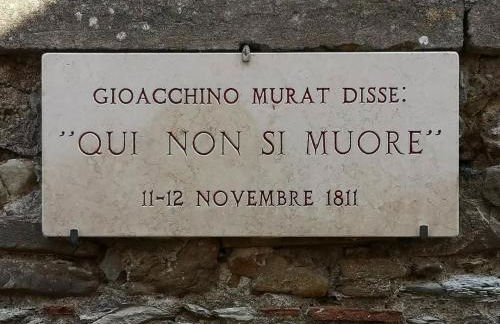 GIOACCHINO MURAT DISSE:
"QUI NON SI MUORE"
11-12 NOVEMBRE 1811